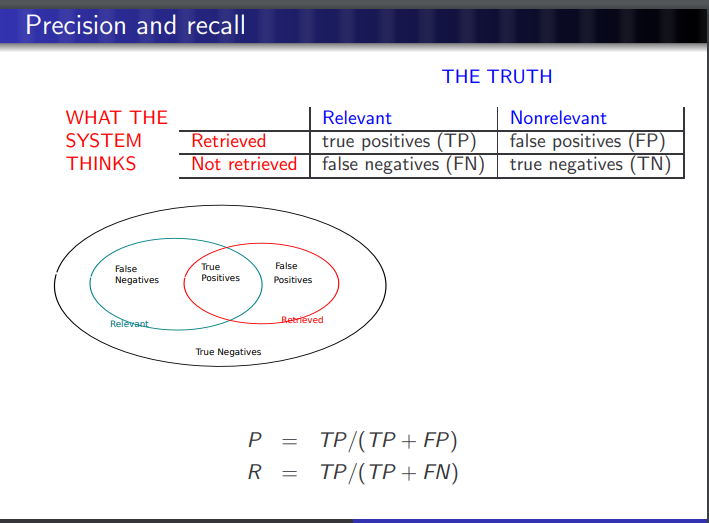 Precision and recall
THE TRUTH
WHAT THE Relevant Nonrelevant
SYSTEM Retrieved true positives (TP) false positives (FP)
THINKS Not retrieved false negatives (FN) true negatives (TN)
False
Negatives
True
Positives
False
Positives
Relevant
Retrieved
True Negatives
P = TP/(TP + FP)
R = TP/(TP + FN)